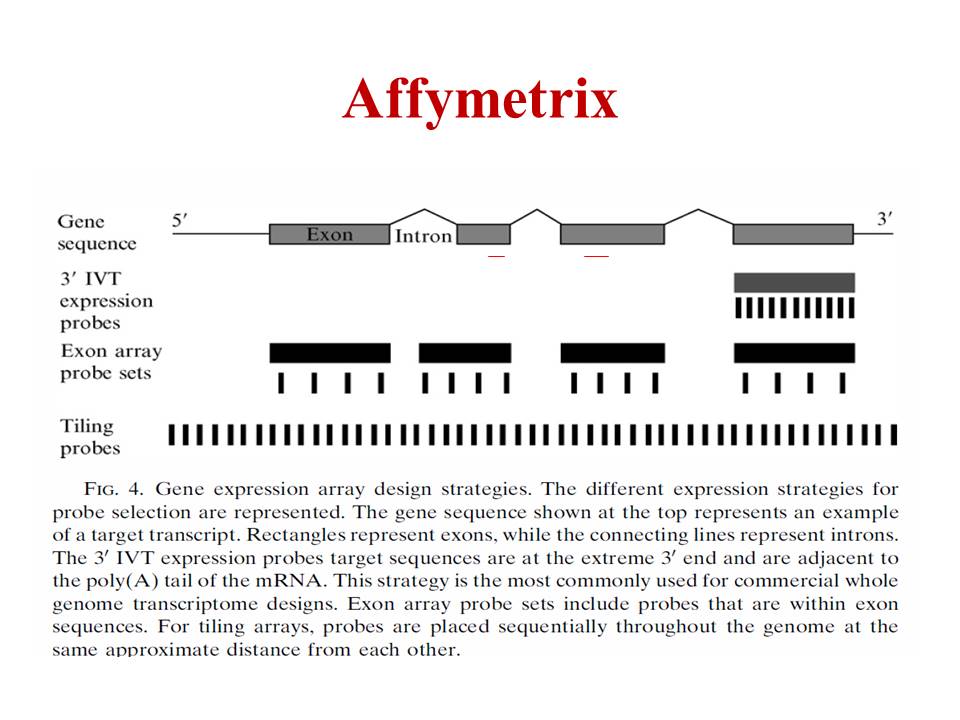 Affymetrix
Gene
sequence
5′
Exon
Intron
3′
3′ IVT
expression
probes
Exon array
probe sets
Tiling
probes
FIG. 4. Gene expression array design strategies. The different expression strategies for
probe selection are represented. The gene sequence shown at the top represents an example
of a target transcript. Rectangles represent exons, while the connecting lines represent introns.
The 3′ IVT expression probes target sequences are at the extreme 3′ end and are adjacent to
the poly(A) tail of the mRNA. This strategy is the most commonly used for commercial whole
genome transcriptome designs. Exon array probe sets include probes that are within exon
sequences. For tiling arrays, probes are placed sequentially throughout the genome at the
same approximate distance from each other.